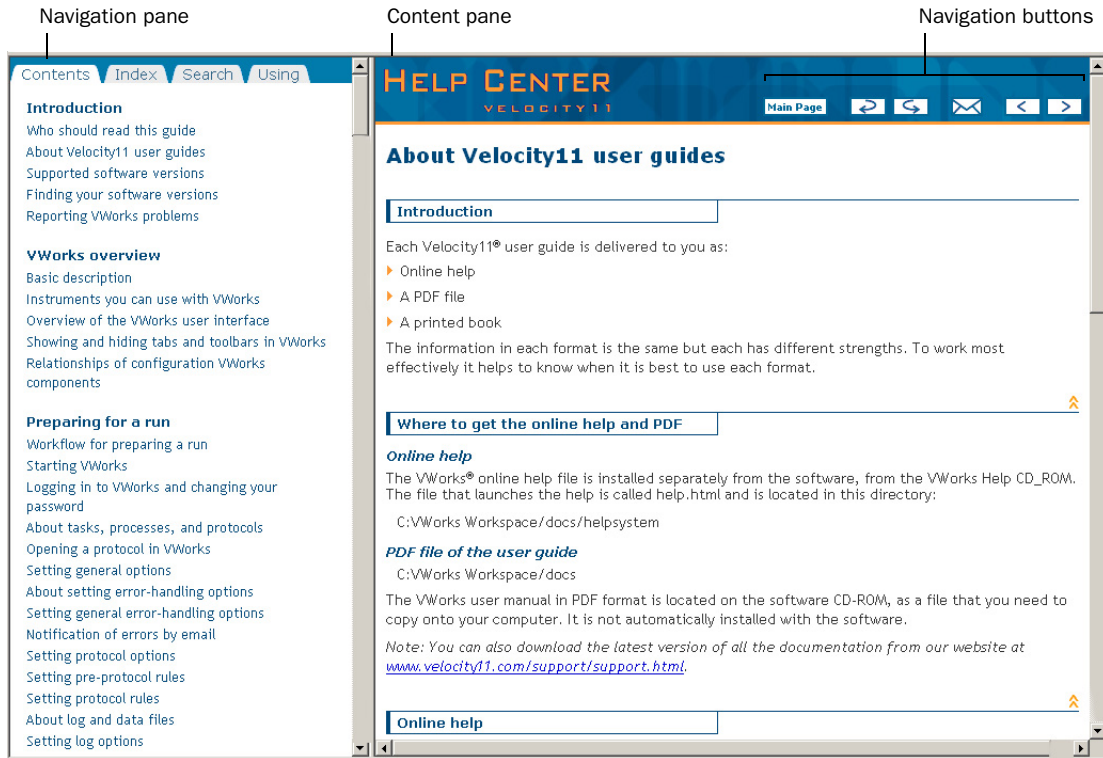 Navigation pane
Content pane
Navigation buttons
Contents Index Search Using
Introduction
Who should read this guide
About Velocity11 user guides
Supported software versions
Finding your software versions
Reporting VWorks problems
VWorks overview
Basic description
Instruments you can use with VWorks
Overview of the VWorks user interface
Showing and hiding tabs and toolbars in VWorks
Relationships of configuration VWorks
components
Preparing for a run
Workflow for preparing a run
Starting VWorks
Logging in to VWorks and changing your
password
About tasks, processes, and protocols
Opening a protocol in VWorks
Setting general options
About setting error-handling options
Setting general error-handling options
Notification of errors by email
Setting protocol options
Setting pre-protocol rules
Setting protocol rules
About log and data files
Setting log options
HELP CENTER
VELOCITY11
Main Page
About Velocity11 user guides
Introduction
Each Velocity11® user guide is delivered to you as:
Online help
A PDF file
A printed book
The information in each format is the same but each has different strengths. To work most
effectively it helps to know when it is best to use each format.
Where to get the online help and PDF
Online help
The VWorks® online help file is installed separately from the software, from the VWorks Help CD_ROM.
The file that launches the help is called help.html and is located in this directory:
C:VWorks Workspace/docs/helpsystem
PDF file of the user guide
C:VWorks Workspace/docs
The VWorks user manual in PDF format is located on the software CD-ROM, as a file that you need to
copy onto your computer. It is not automatically installed with the software.
Note: You can also download the latest version of all the documentation from our website at
www.velocity11.com/support/support.html.
Online help